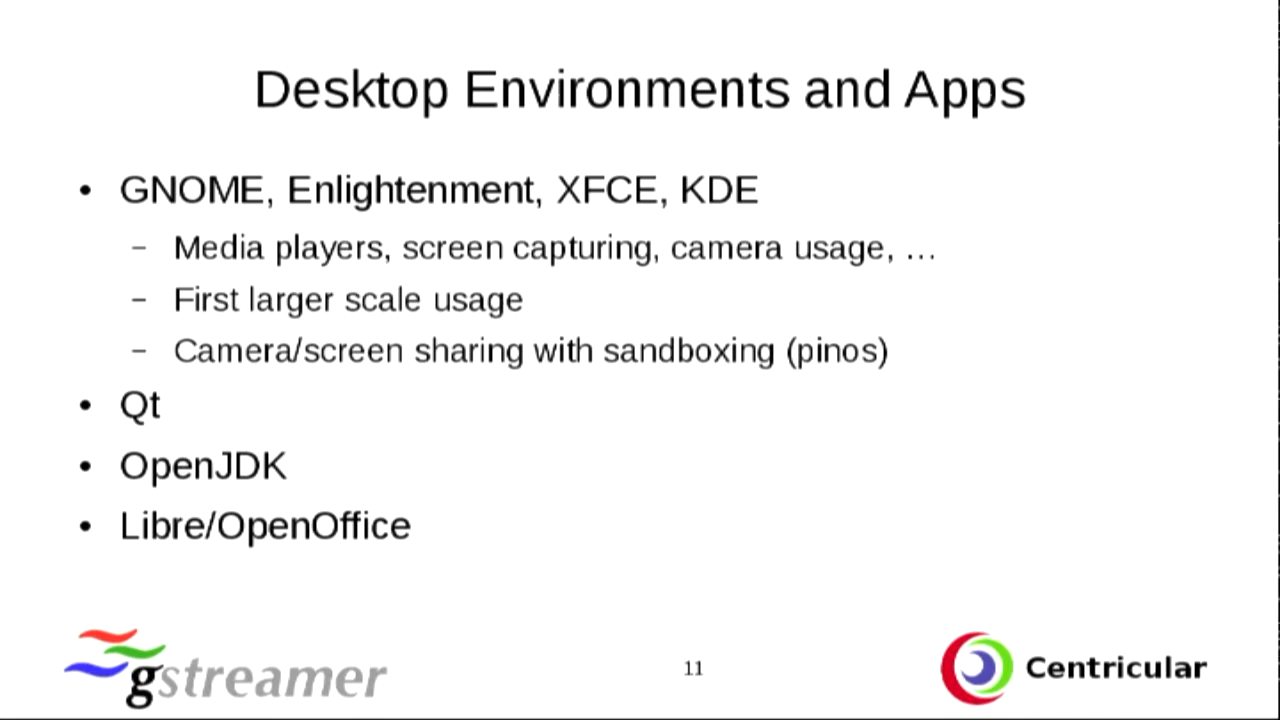 Desktop Environments and Apps
• GNOME, Enlightenment, XFCE, KDE
– Media players, screen capturing, camera usage, …
– First larger scale usage
– Camera/screen sharing with sandboxing (pinos)
• Qt
• OpenJDK
• Libre/OpenOffice
gstreamer
11
Centricular